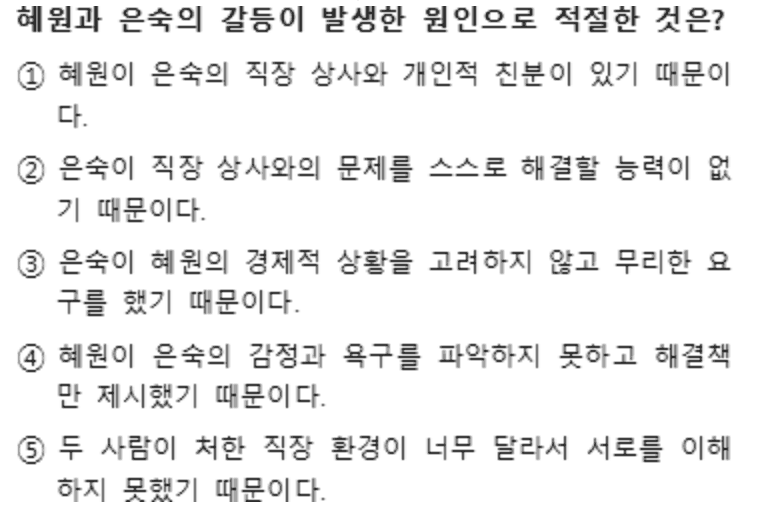 혜원과 은숙의 갈등이 발생한 원인으로 적절한 것은?
① 혜원이 은숙의 직장 상사와 개인적 친분이 있기 때문이
다.
② 은숙이 직장 상사와의 문제를 스스로 해결할 능력이 없
기 때문이다.
③ 은숙이 혜원의 경제적 상황을 고려하지 않고 무리한 요
구를 했기 때문이다.
④ 혜원이 은숙의 감정과 욕구를 파악하지 못하고 해결책
만 제시했기 때문이다.
⑤ 두 사람이 처한 직장 환경이 너무 달라서 서로를 이해
하지 못했기 때문이다.